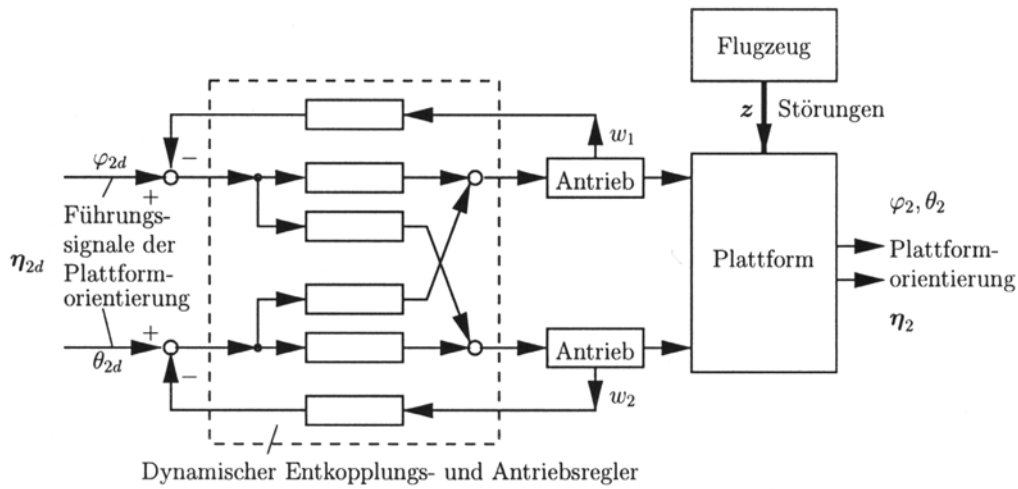 Flugzeug
z Störungen
w₁
φ₂d
−
+
Antrieb
Führungs-
signale der
Plattform-
orientierung
η₂d
Plattform
φ₂, θ₂
Plattform-
orientierung
η₂
+
θ₂d
−
Antrieb
w₂
Dynamischer Entkopplungs- und Antriebsregler